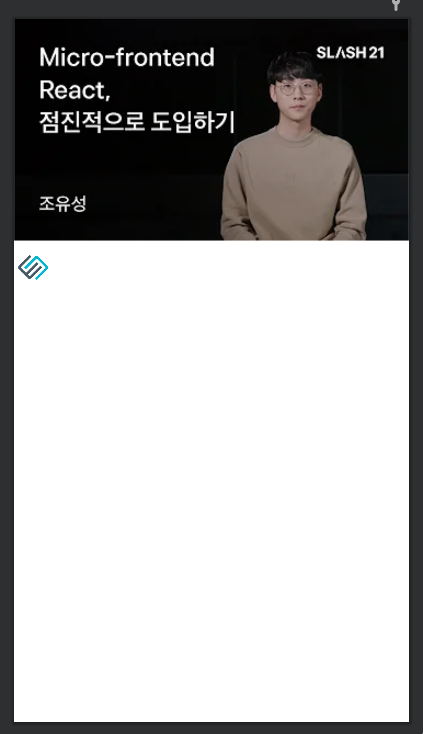 Micro-frontend
SLASH 21
React,
점진적으로 도입하기
조유성